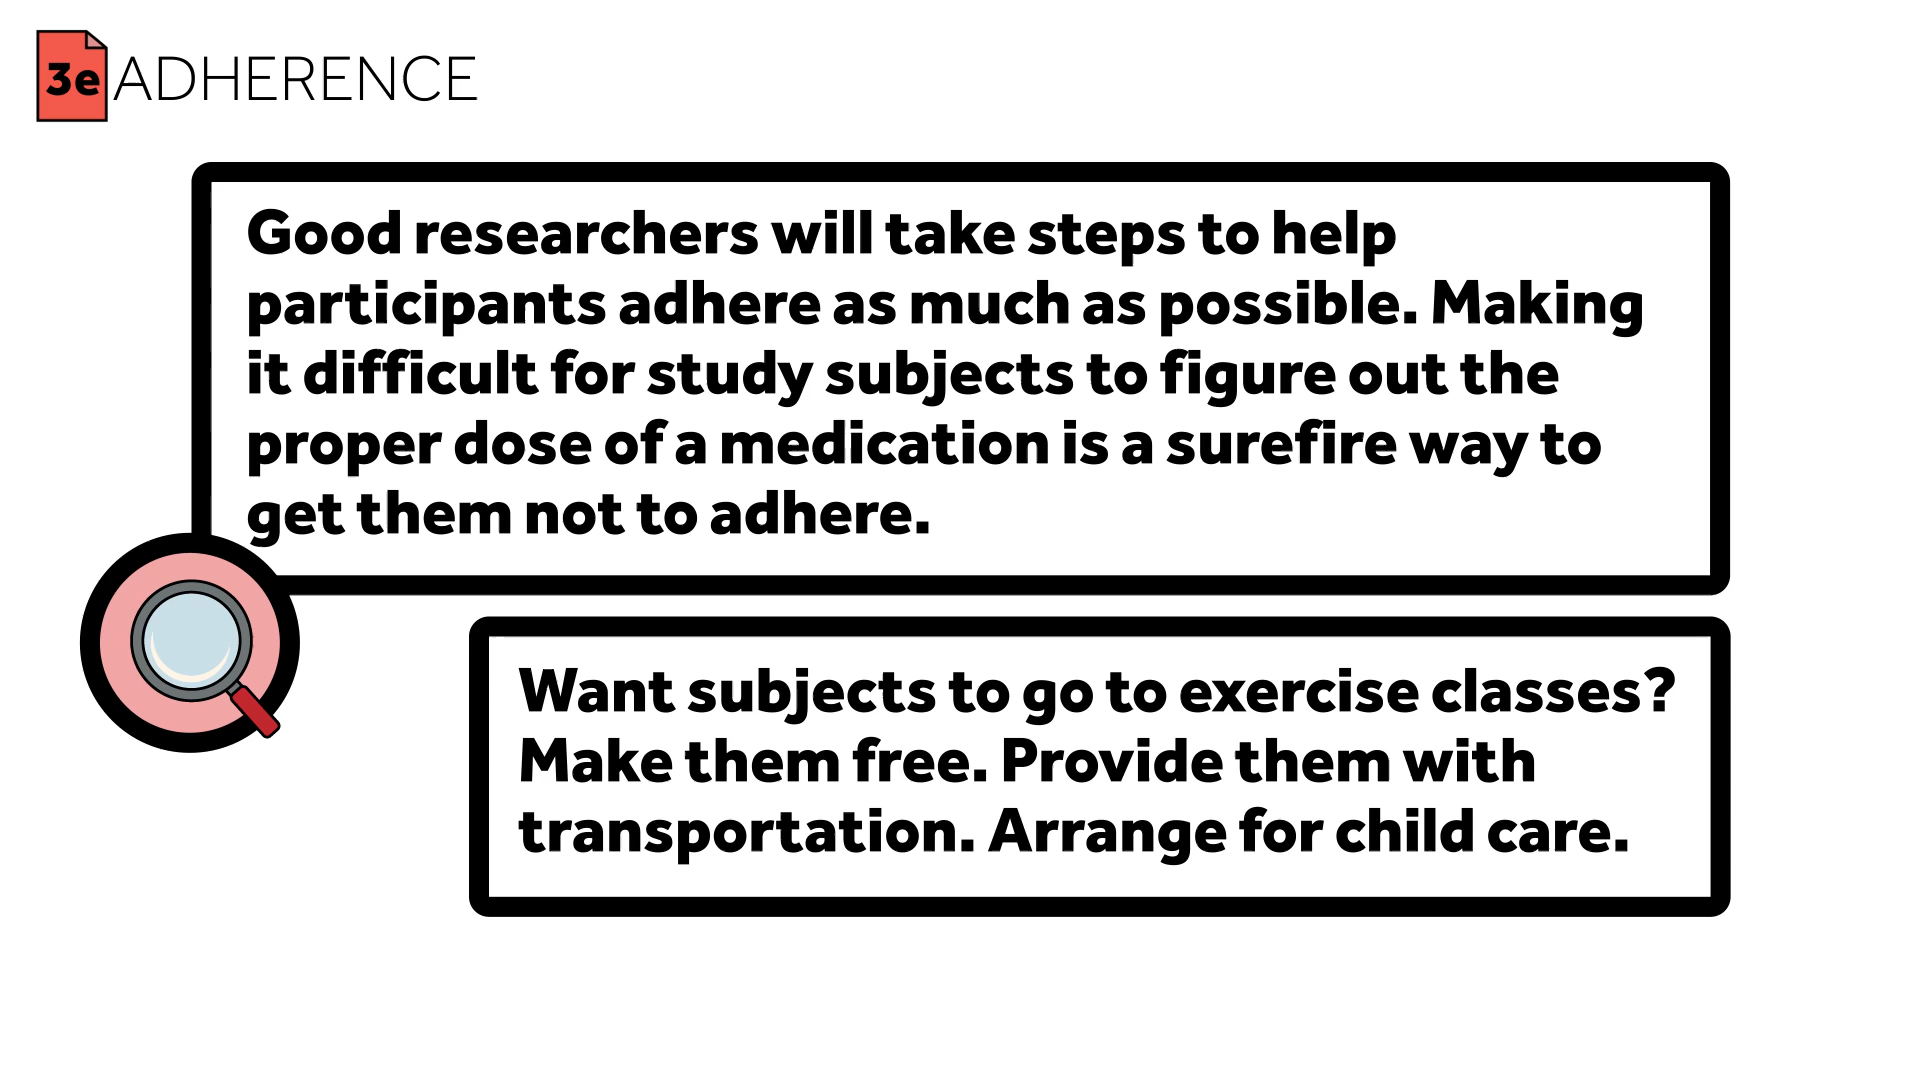 3e ADHERENCE
Good researchers will take steps to help
participants adhere as much as possible. Making
it difficult for study subjects to figure out the
proper dose of a medication is a surefire way to
get them not to adhere.
Want subjects to go to exercise classes?
Make them free. Provide them with
transportation. Arrange for child care.